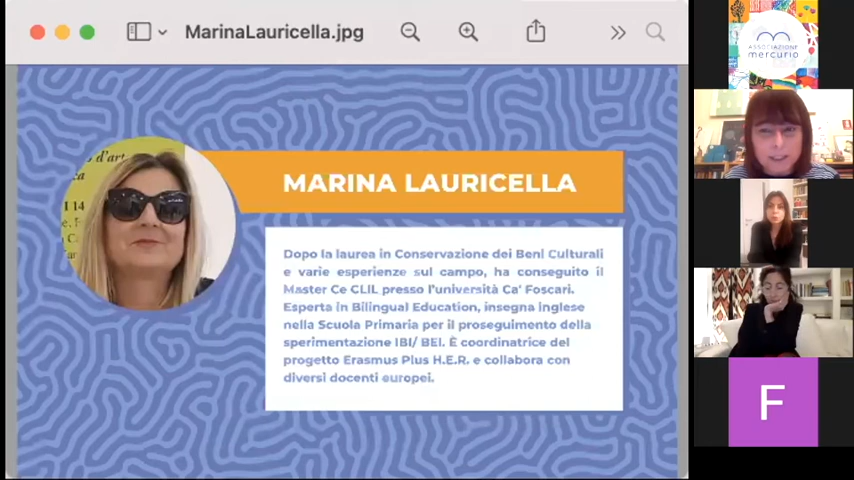 MarinaLauricella.jpg
MARINA LAURICELLA
Dopo la laurea in Conservazione dei Beni Culturali
e varie esperienze sul campo, ha conseguito il
Master Ce CLIL presso l'università Ca' Foscari.
Esperta in Bilingual Education, insegna inglese
nella Scuola Primaria per il proseguimento della
sperimentazione IBI/ BEI. È coordinatrice del
progetto Erasmus Plus H.E.R. e collabora con
diversi docenti europei.
o d'arte
14
ASSOCIAZIONE
mercurio
F